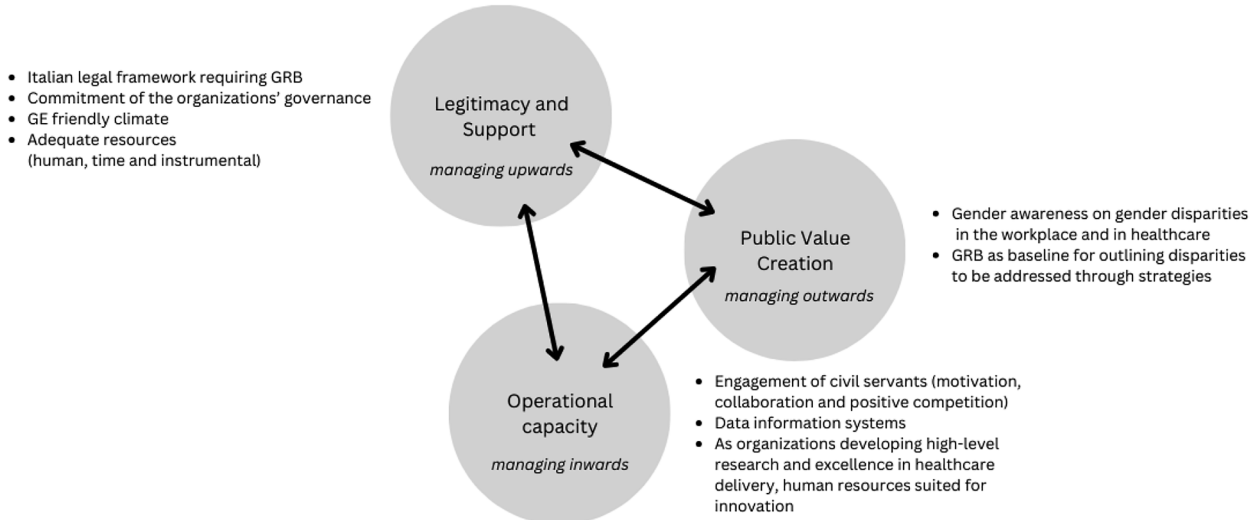 • Italian legal framework requiring GRB
• Commitment of the organizations’ governance
• GE friendly climate
• Adequate resources
(human, time and instrumental)
Legitimacy and
Support
managing upwards
Public Value
Creation
managing outwards
• Gender awareness on gender disparities
in the workplace and in healthcare
• GRB as baseline for outlining disparities
to be addressed through strategies
Operational
capacity
managing inwards
• Engagement of civil servants (motivation,
collaboration and positive competition)
• Data information systems
• As organizations developing high-level
research and excellence in healthcare
delivery, human resources suited for
innovation